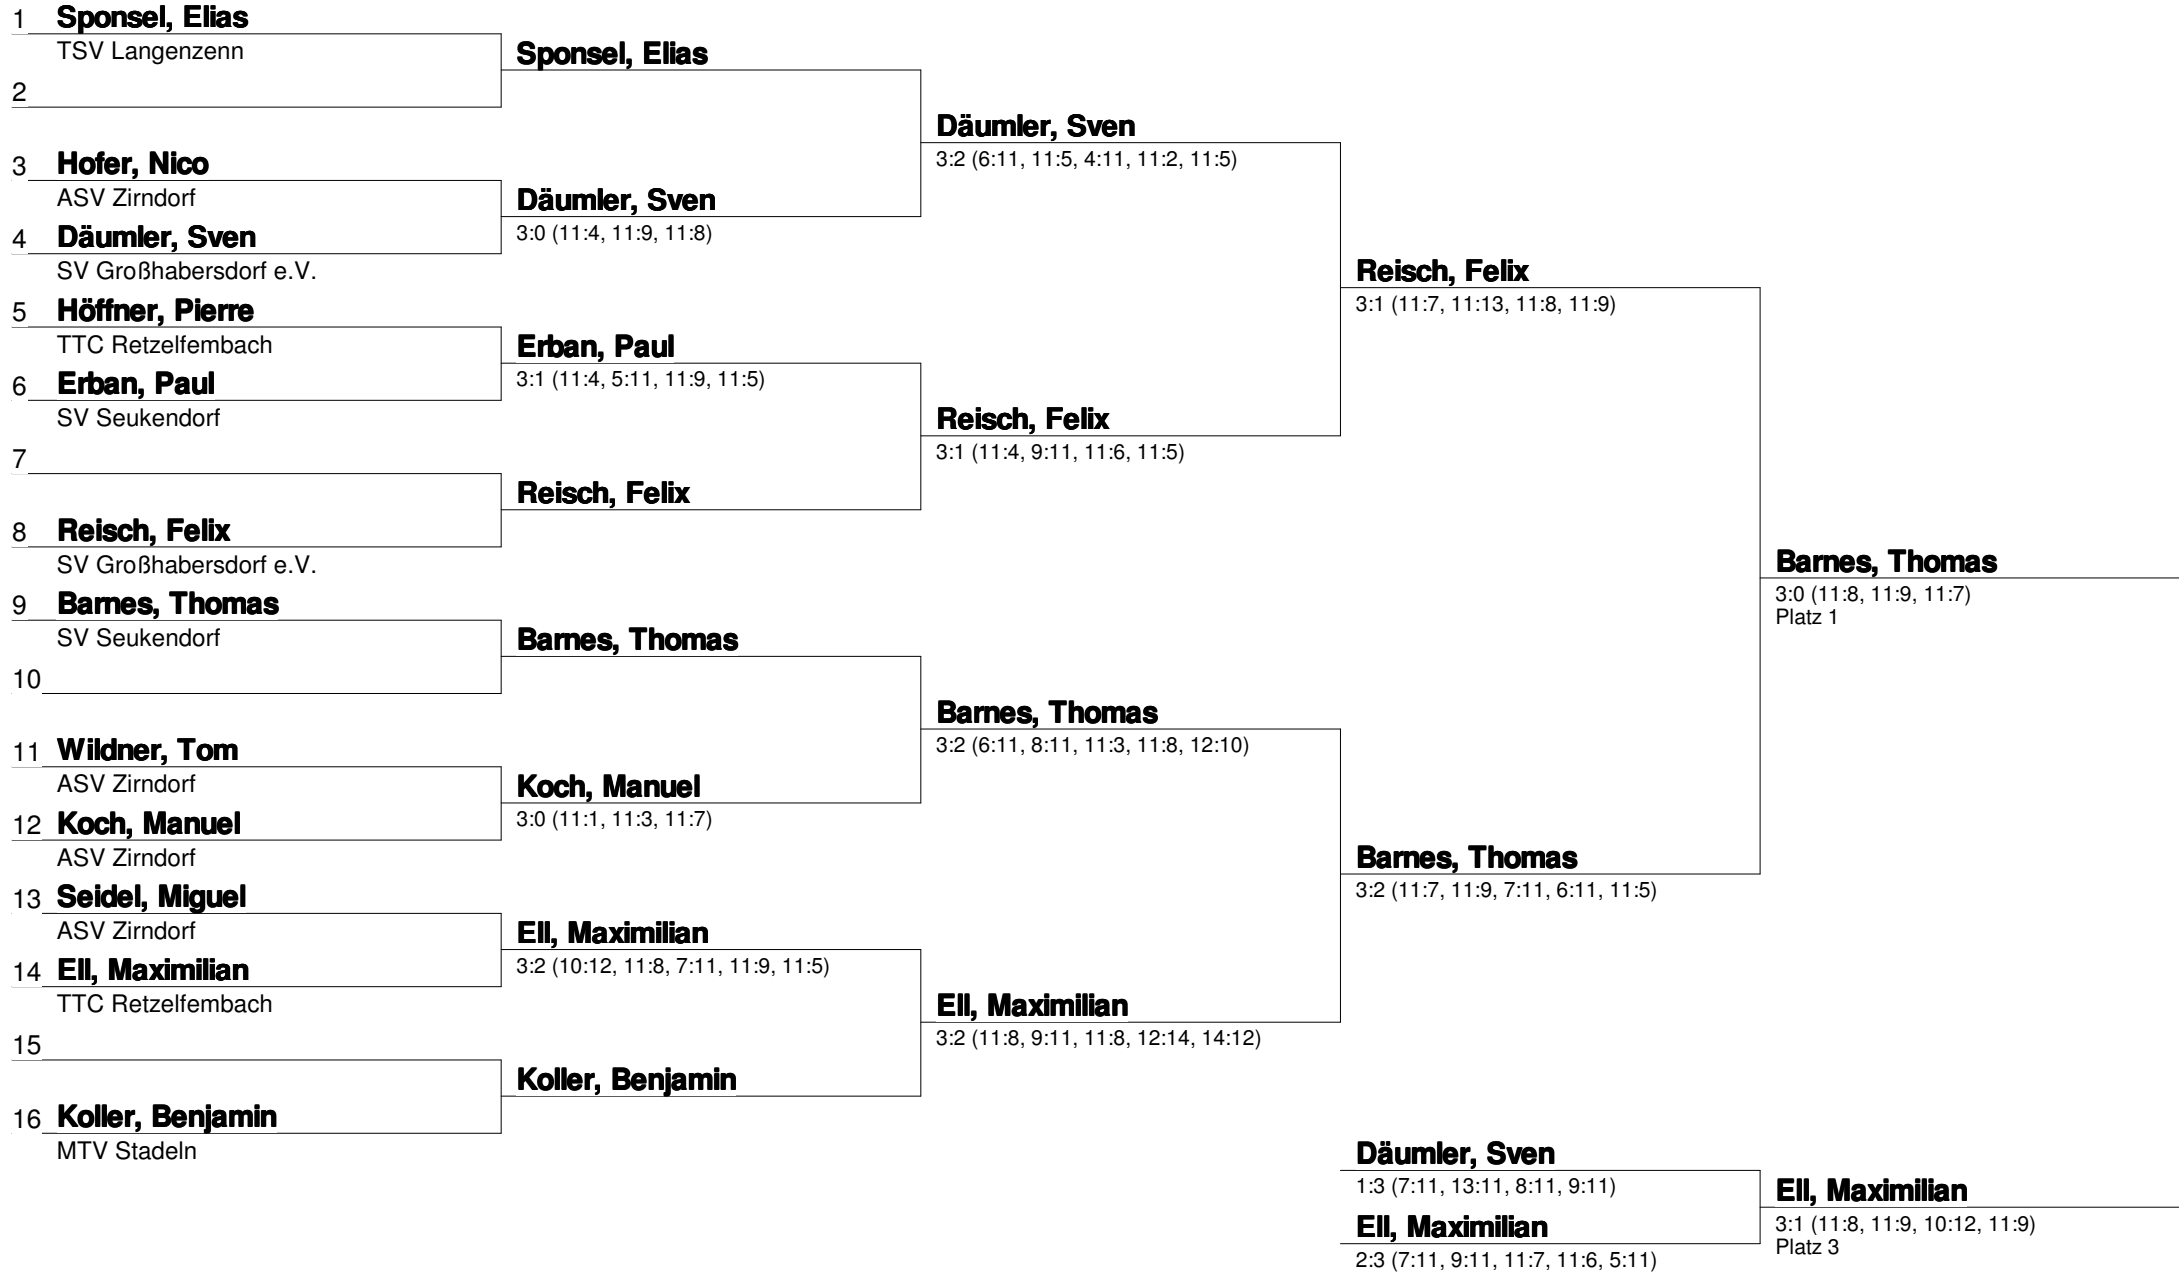 1 Sponsel, Elias
TSV Langenzenn
2
3 Hofer, Nico
ASV Zirndorf
4 Däumler, Sven
SV Großhabersdorf e.V.
5 Höffner, Pierre
TTC Retzelfembach
6 Erban, Paul
SV Seukendorf
7
8 Reisch, Felix
SV Großhabersdorf e.V.
9 Barnes, Thomas
SV Seukendorf
10
11 Wildner, Tom
ASV Zirndorf
12 Koch, Manuel
ASV Zirndorf
13 Seidel, Miguel
ASV Zirndorf
14 Ell, Maximilian
TTC Retzelfembach
15
16 Koller, Benjamin
MTV Stadeln
Sponsel, Elias
Däumler, Sven
3:0 (11:4, 11:9, 11:8)
Erban, Paul
3:1 (11:4, 5:11, 11:9, 11:5)
Reisch, Felix
Barnes, Thomas
Koch, Manuel
3:0 (11:1, 11:3, 11:7)
Ell, Maximilian
3:2 (10:12, 11:8, 7:11, 11:9, 11:5)
Koller, Benjamin
Däumler, Sven
3:2 (6:11, 11:5, 4:11, 11:2, 11:5)
Reisch, Felix
3:1 (11:4, 9:11, 11:6, 11:5)
Barnes, Thomas
3:2 (6:11, 8:11, 11:3, 11:8, 12:10)
Ell, Maximilian
3:2 (11:8, 9:11, 11:8, 12:14, 14:12)
Reisch, Felix
3:1 (11:7, 11:13, 11:8, 11:9)
Barnes, Thomas
3:2 (11:7, 11:9, 7:11, 6:11, 11:5)
Barnes, Thomas
3:0 (11:8, 11:9, 11:7)
Platz 1
Däumler, Sven
1:3 (7:11, 13:11, 8:11, 9:11)
Ell, Maximilian
2:3 (7:11, 9:11, 11:7, 11:6, 5:11)
Ell, Maximilian
3:1 (11:8, 11:9, 10:12, 11:9)
Platz 3